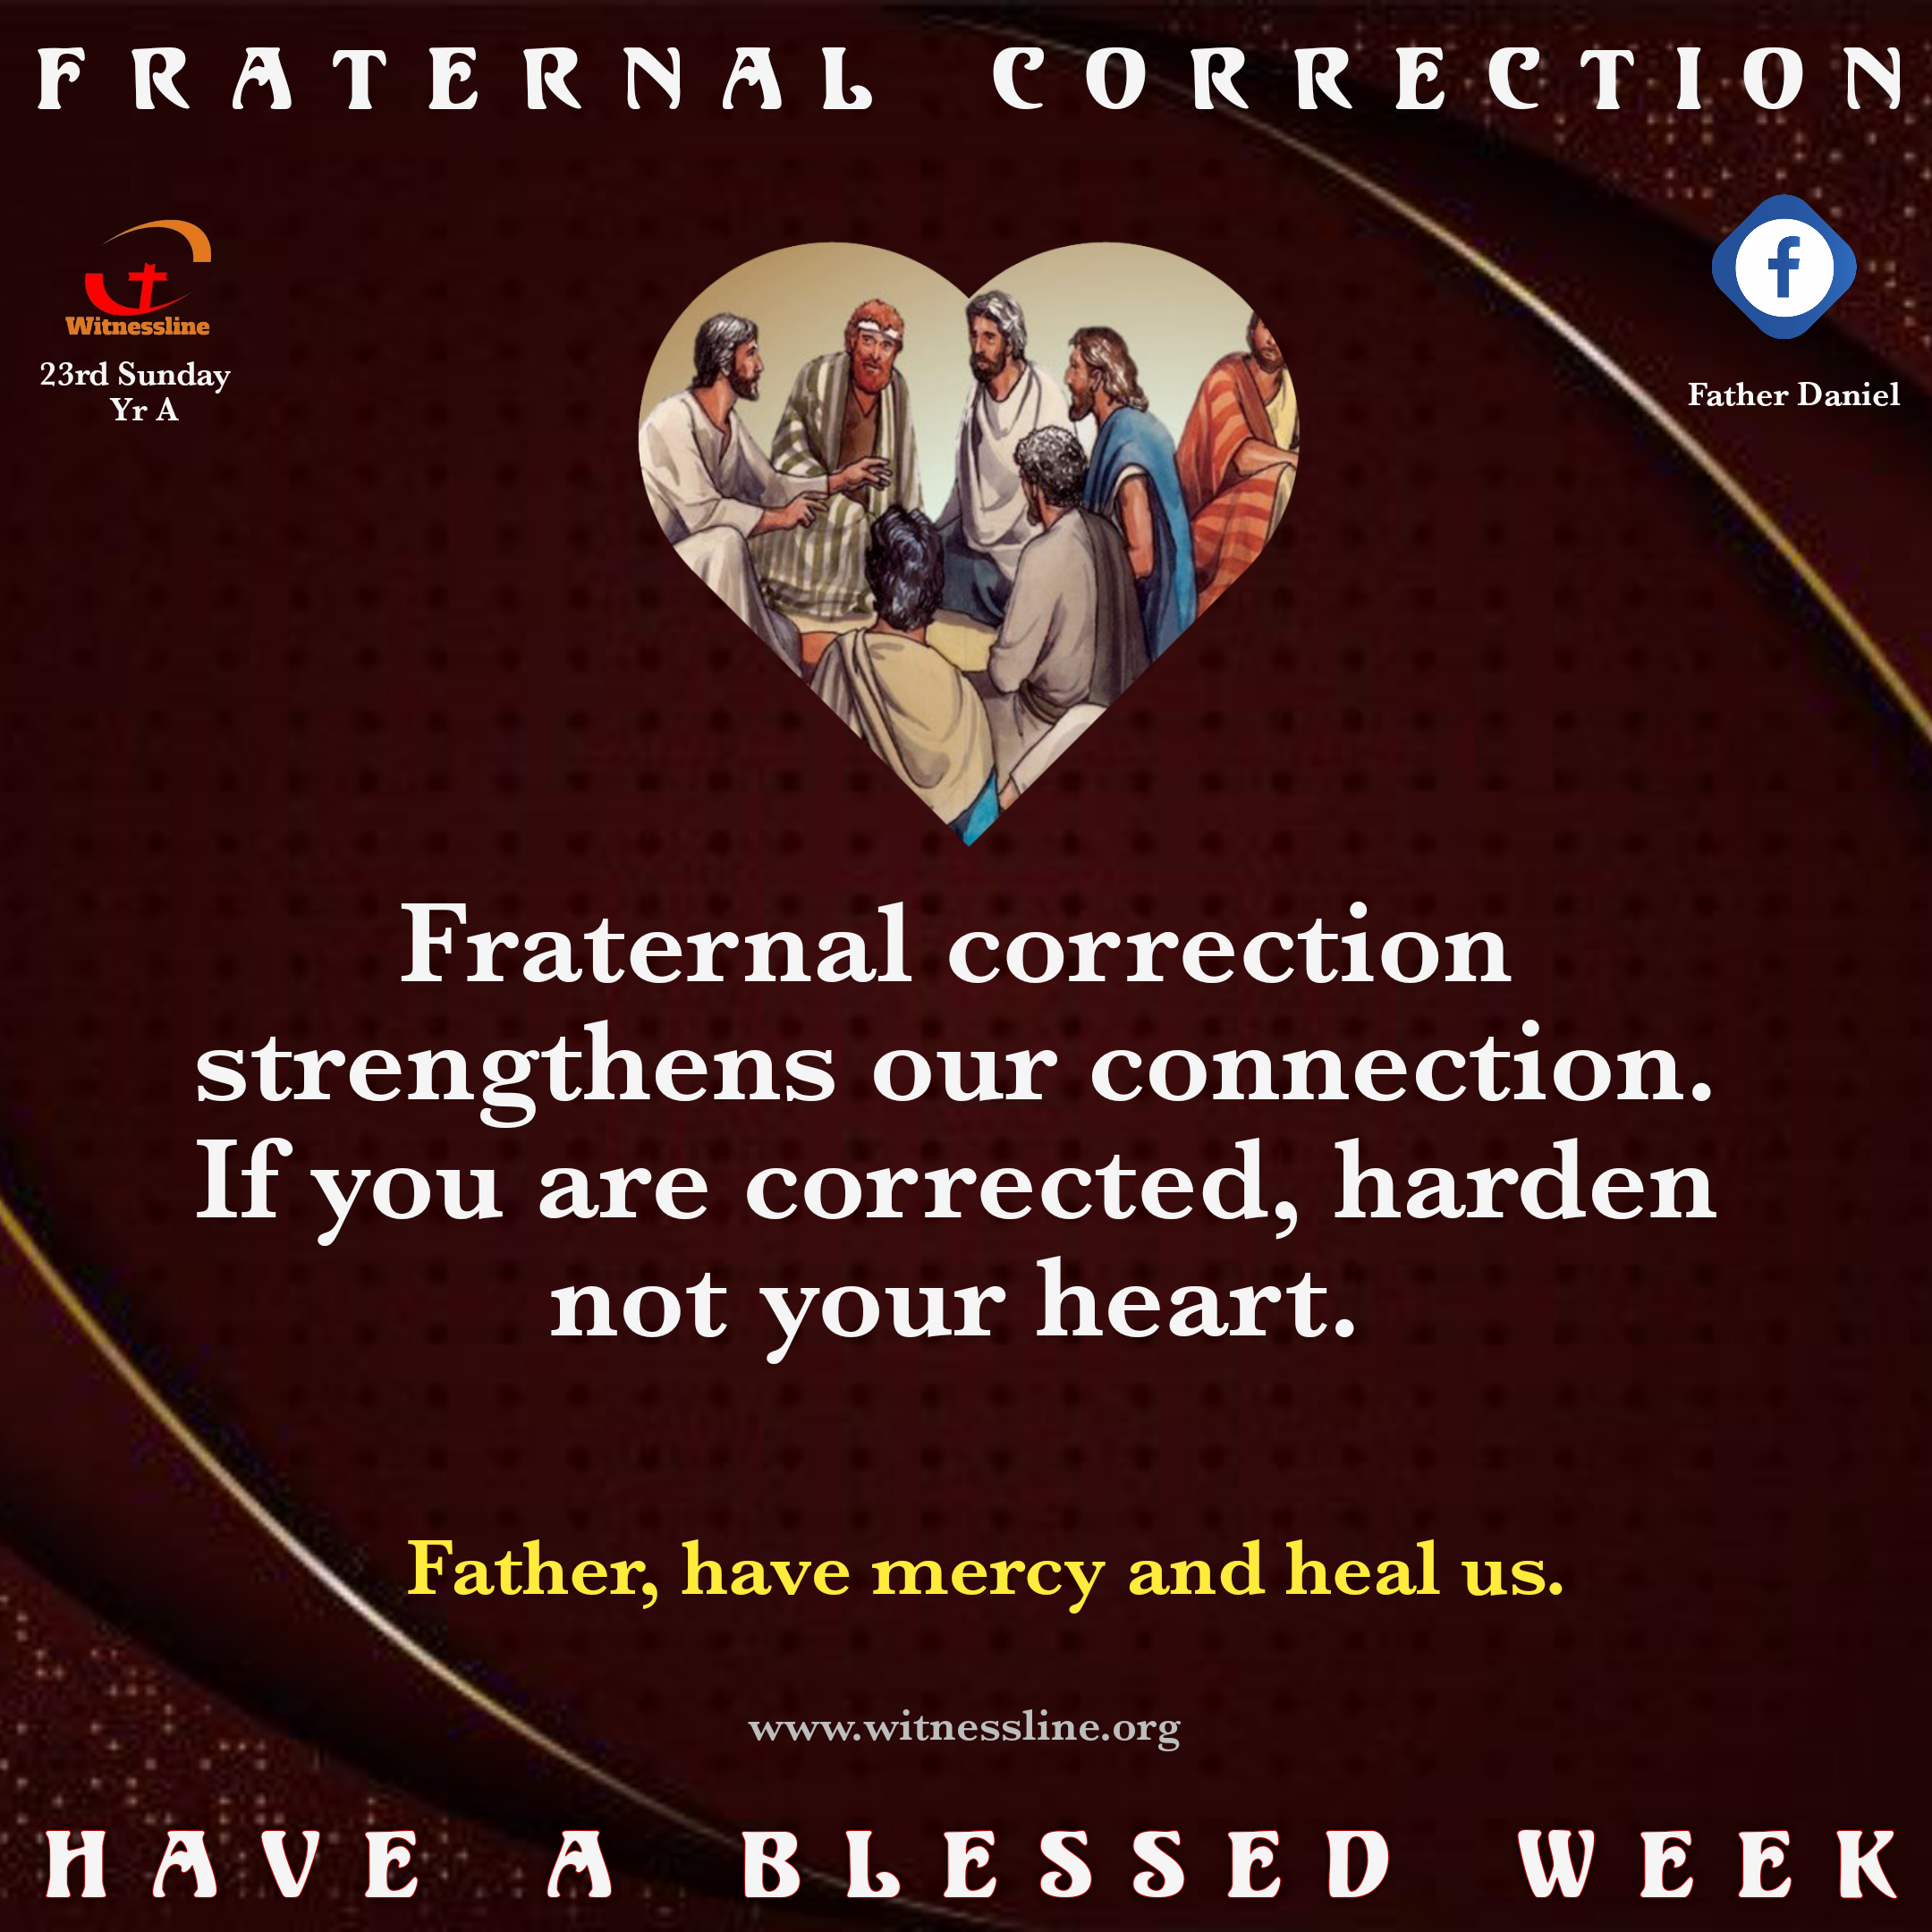 FRATERNAL CORRECTION
Witnessline
23rd Sunday
Yr A
f
Father Daniel
Fraternal correction
strengthens our connection.
If you are corrected, harden
not your heart.
Father, have mercy and heal us.
www.witnessline.org
HAVE A BLESSED WEEK